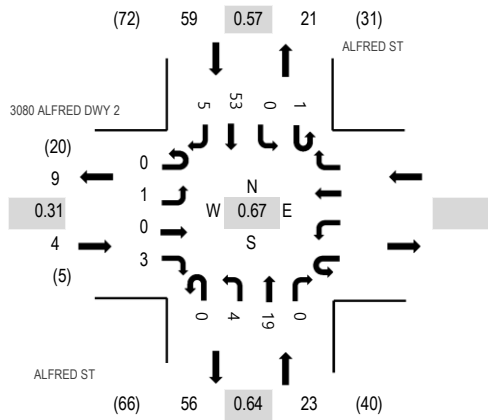 (72) 59 0.57 21 (31)
ALFRED ST
5 53 0 1
3080 ALFRED DWY 2
(20)
0
9
1
N
0.31
W 0.67 E
0
4
S
3
(5)
0 4 19 0
ALFRED ST
(66) 56 0.64 23 (40)